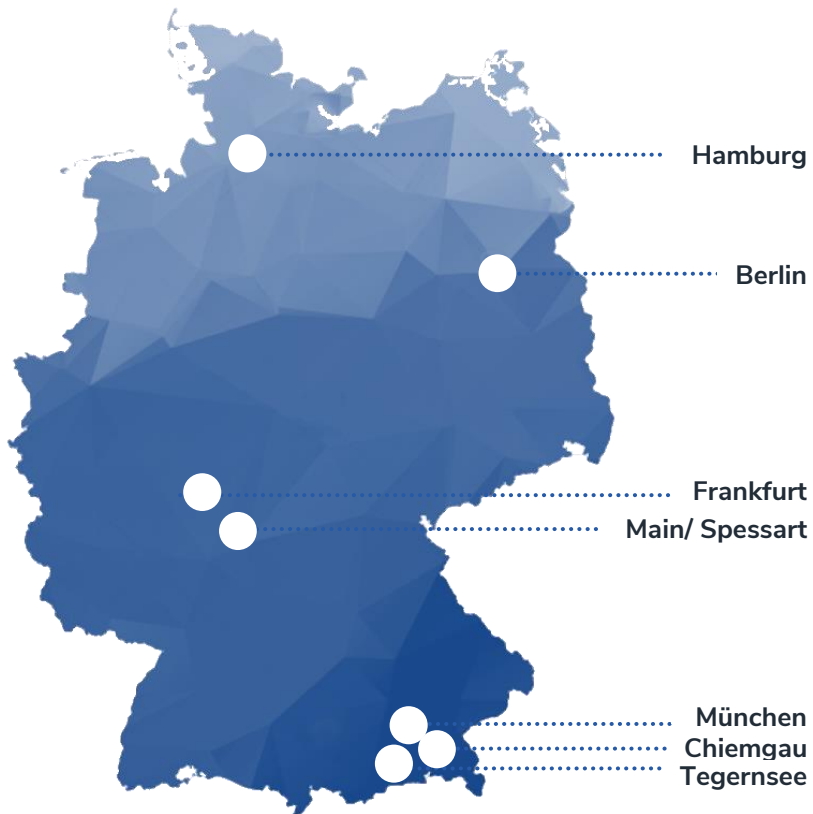 Hamburg
Berlin
Frankfurt
Main/ Spessart
München
Chiemgau
Tegernsee